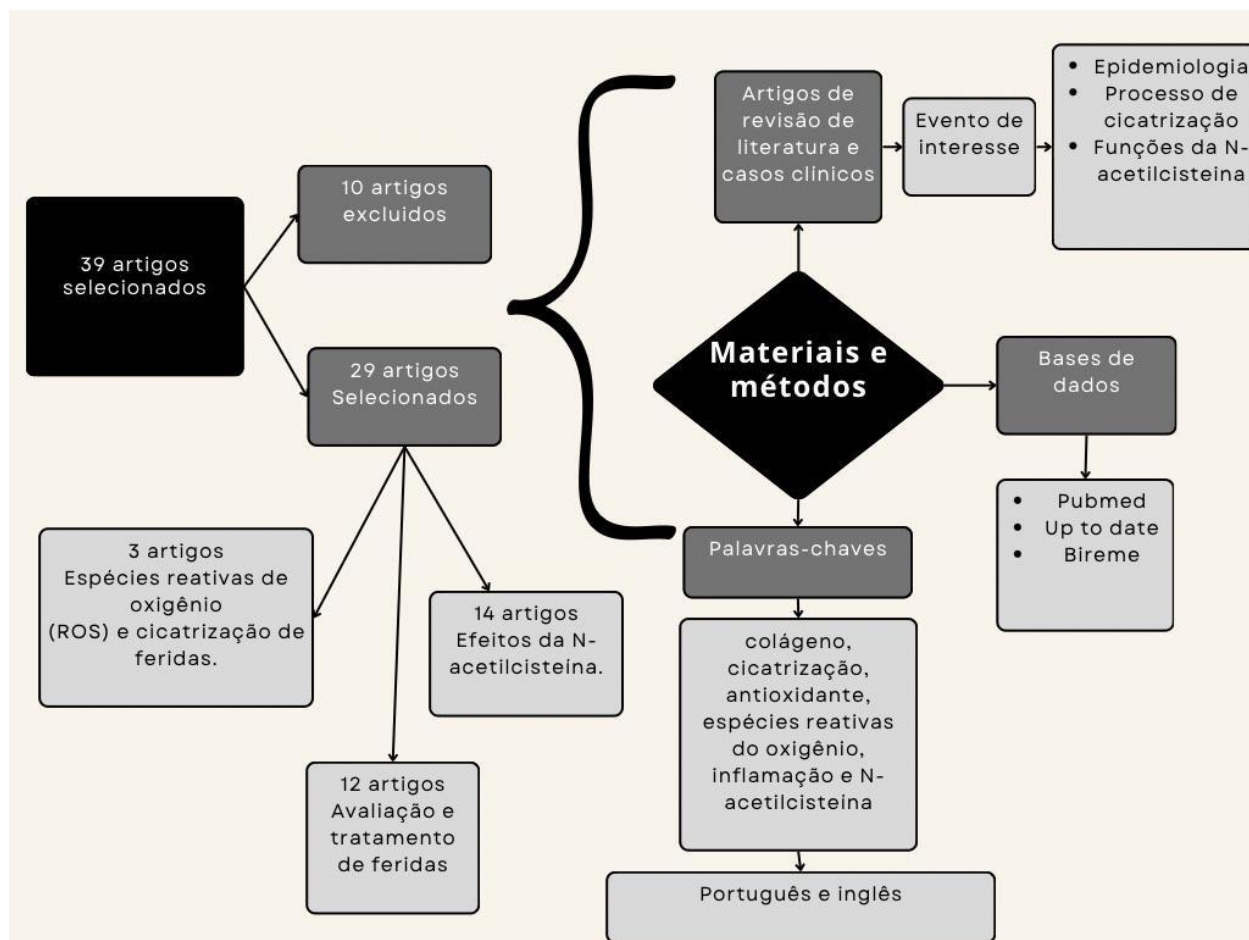 39 artigos
selecionados
10 artigos
excluidos
29 artigos
Selecionados
3 artigos
Espécies reativas de
oxigênio
(ROS) e cicatrização de
feridas.
14 artigos
Efeitos da N-
acetilcisteína.
12 artigos
Avaliação e
tratamento
de feridas
Artigos de
revisão de
literatura e
casos clínicos
Evento de
interesse
• Epidemiologia
• Processo de
cicatrização
• Funções da N-
acetilcisteina
Materiais e
métodos
Bases de
dados
• Pubmed
• Up to date
• Bireme
Palavras-chaves
colágeno,
cicatrização,
antioxidante,
espécies reativas
do oxigênio,
inflamação e N-
acetilcisteína
Português e inglês